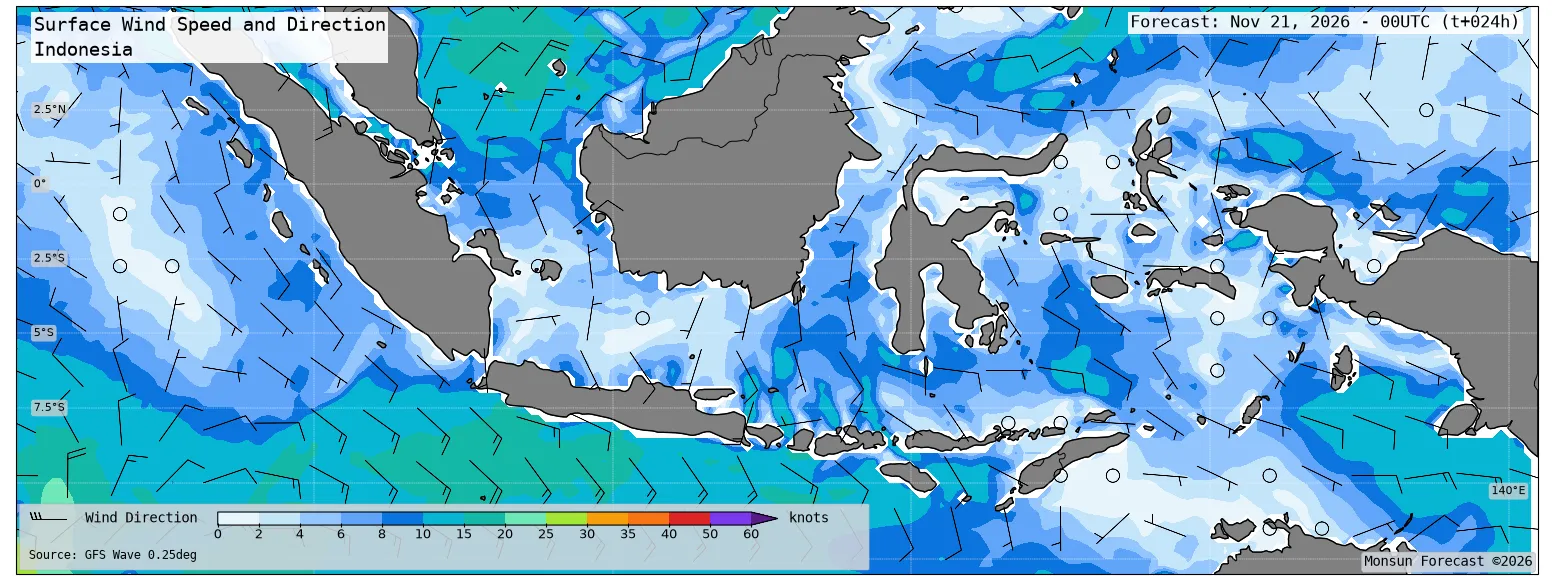 Surface Wind Speed and Direction
Indonesia
Forecast: Nov 21, 2026 - 00UTC (t+024h)
2.5°N
0°
2.5°S
5°S
7.5°S
140°E
Wind Direction
0 2 4 6 8 10 15 20 25 30 35 40 50 60 knots
Source: GFS Wave 0.25deg
Monsun Forecast ©2026